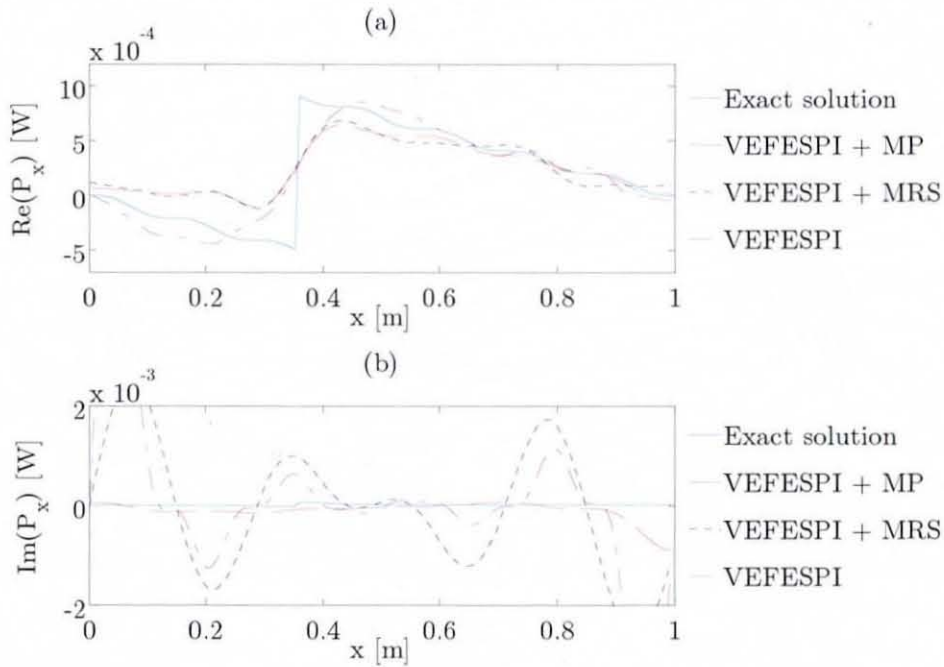 (a)
x 10^-4
10
5
0
-5
Re(P_x) [W]
0 0.2 0.4 0.6 0.8 1
x [m]
Exact solution
VEFESPI + MP
VEFESPI + MRS
VEFESPI
(b)
x 10^-3
2
0
-2
Im(P_x) [W]
0 0.2 0.4 0.6 0.8 1
x [m]
Exact solution
VEFESPI + MP
VEFESPI + MRS
VEFESPI